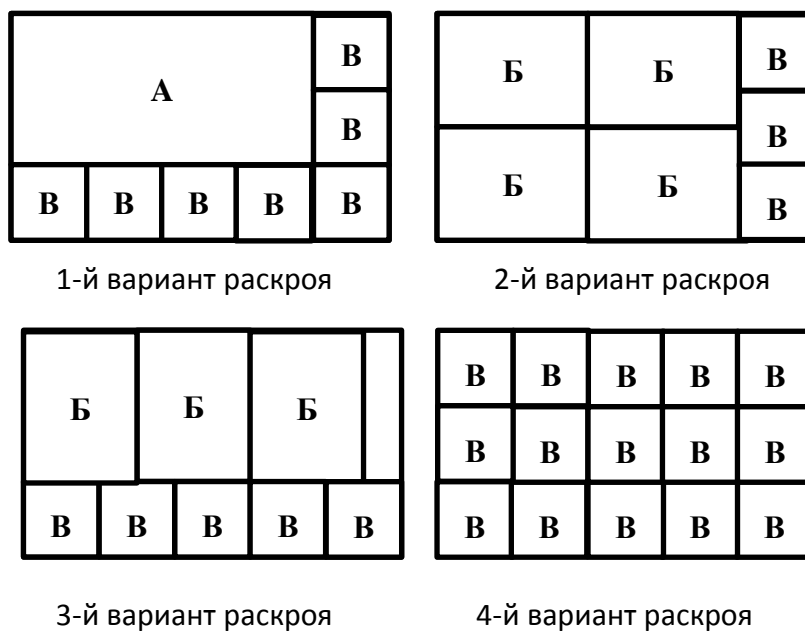 А В
В
В В В В В
1-й вариант раскроя
Б Б В
В
Б Б В
2-й вариант раскроя
Б Б Б
В В В В В
3-й вариант раскроя
В В В В В
В В В В В
В В В В В
4-й вариант раскроя